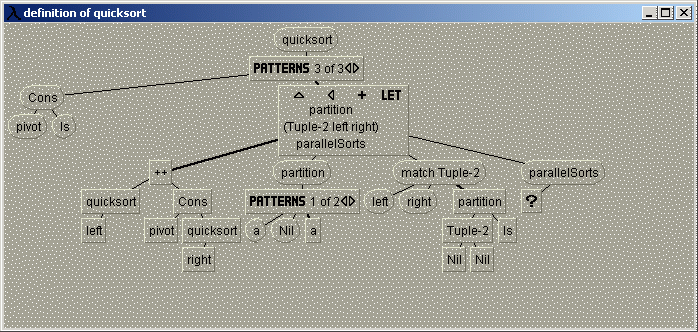 definition of quicksort
quicksort
PATTERNS 3 of 3
Cons
LET
pivot ls
partition
(Tuple-2 left right)
parallelSorts
++ partition match Tuple-2 parallelSorts
quicksort Cons PATTERNS 1 of 2 left right partition ?
left pivot quicksort a Nil a Tuple-2 ls
right Nil Nil